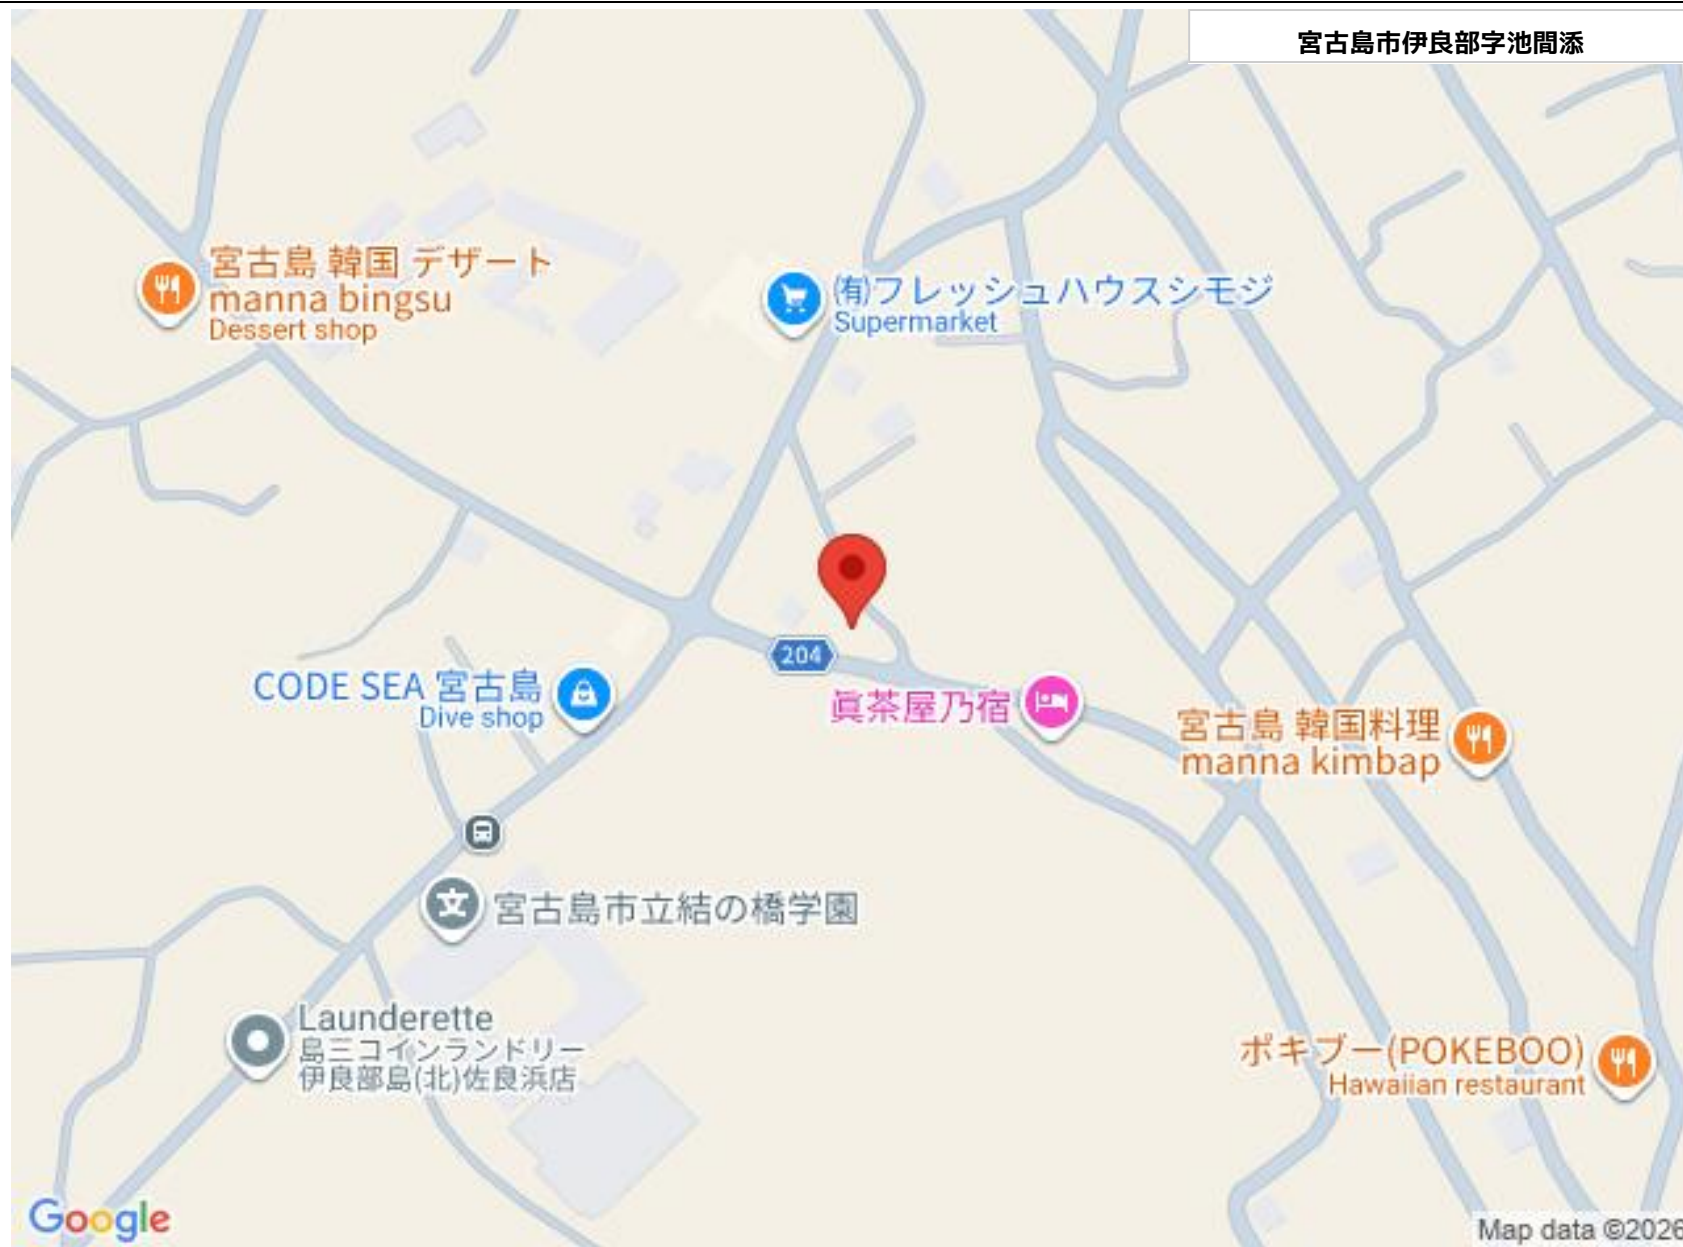 宮古島市伊良部字池間添
宮古島 韓国 デザート
manna bingsu
Dessert shop
㈲フレッシュハウスシモジ
Supermarket
204
CODE SEA 宮古島
Dive shop
眞茶屋乃宿
宮古島 韓国料理
manna kimbap
文
宮古島市立結の橋学園
Launderette
島三コインランドリー
伊良部島(北)佐良浜店
ポキブー(POKEBOO)
Hawaiian restaurant
Google
Map data ©2026